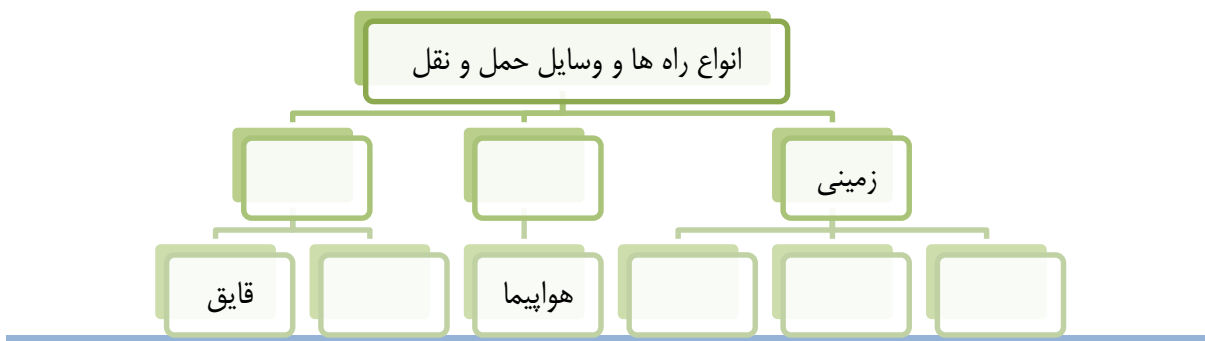 انواع راه ها و وسایل حمل و نقل
زمینی
هواپیما
قایق